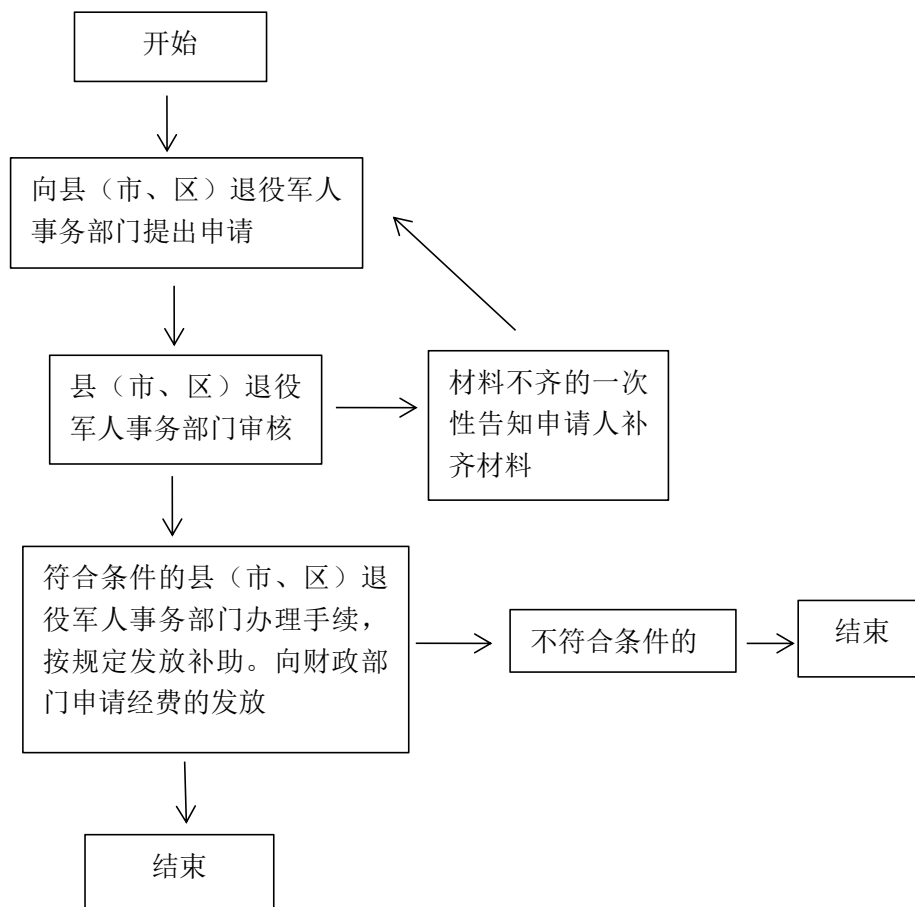 开始
向县（市、区）退役军人
事务部门提出申请
县（市、区）退役
军人事务部门审核
材料不齐的一次
性告知申请人补
齐材料
符合条件的县（市、区）退
役军人事务部门办理手续，
按规定发放补助。向财政部
门申请经费的发放
不符合条件的
结束
结束